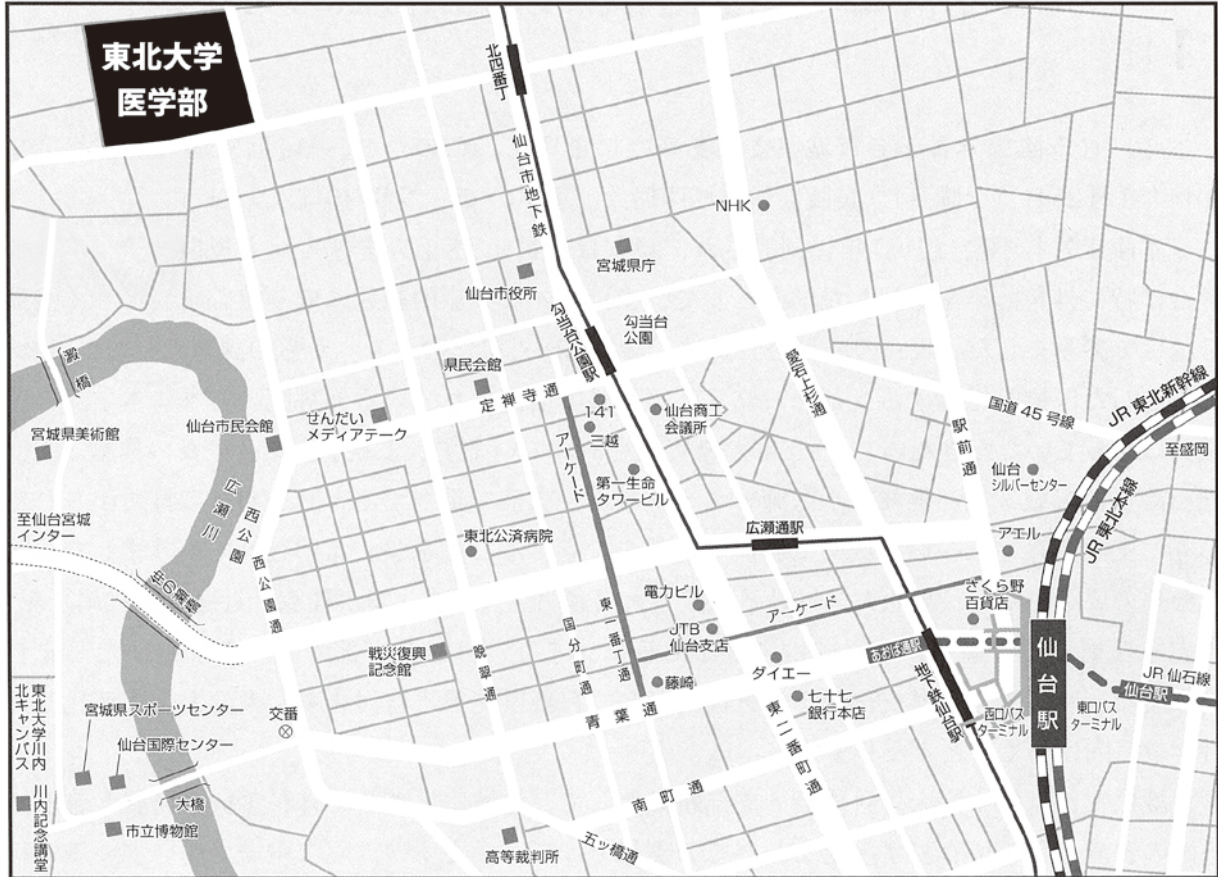 東北大学
医学部
北四番丁
仙台市地下鉄
NHK
宮城県庁
仙台市役所
勾当台公園駅
勾当台
公園
愛宕上杉通
駅前通
国道45号線
JR 東北新幹線
至盛岡
JR 東北本線
澱橋
宮城県美術館
仙台市民会館
せんだい
メディアテーク
県民会館
定禅寺通
141
三越
アーケード
仙台商工
会議所
第一生命
タワービル
仙台
シルバーセンター
アエル
広瀬通駅
広瀬川
西公園
西公園通
至仙台宮城
インター
仲の瀬橋
東北公済病院
電力ビル
JTB
仙台支店
アーケード
さくら野
百貨店
東一番丁通
国分町通
晩翠通
戦災復興
記念館
藤崎
ダイエー
あおば通駅
地下鉄仙台駅
仙台駅
JR 仙石線
仙台駅
西口バス
ターミナル
東口バス
ターミナル
七十七
銀行本店
青葉通
東二番町通
南町通
五ッ橋通
高等裁判所
交番
宮城県スポーツセンター
仙台国際センター
大橋
市立博物館
東北大学川内
北キャンパス
川内記念講堂